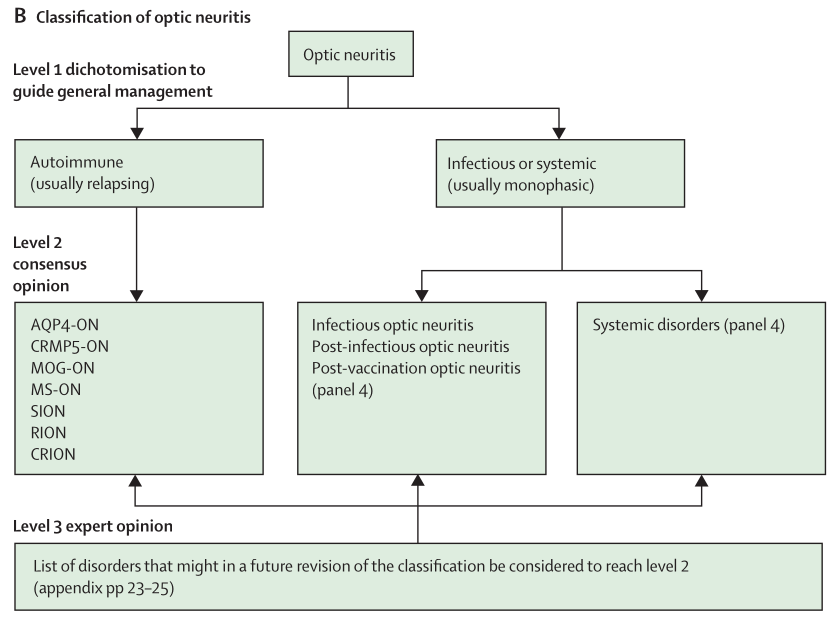 B Classification of optic neuritis
Optic neuritis
Level 1 dichotomisation to
guide general management
Autoimmune
(usually relapsing)
Infectious or systemic
(usually monophasic)
Level 2
consensus
opinion
AQP4-ON
CRMP5-ON
MOG-ON
MS-ON
SION
RION
CRION
Infectious optic neuritis
Post-infectious optic neuritis
Post-vaccination optic neuritis
(panel 4)
Systemic disorders (panel 4)
Level 3 expert opinion
List of disorders that might in a future revision of the classification be considered to reach level 2
(appendix pp 23–25)